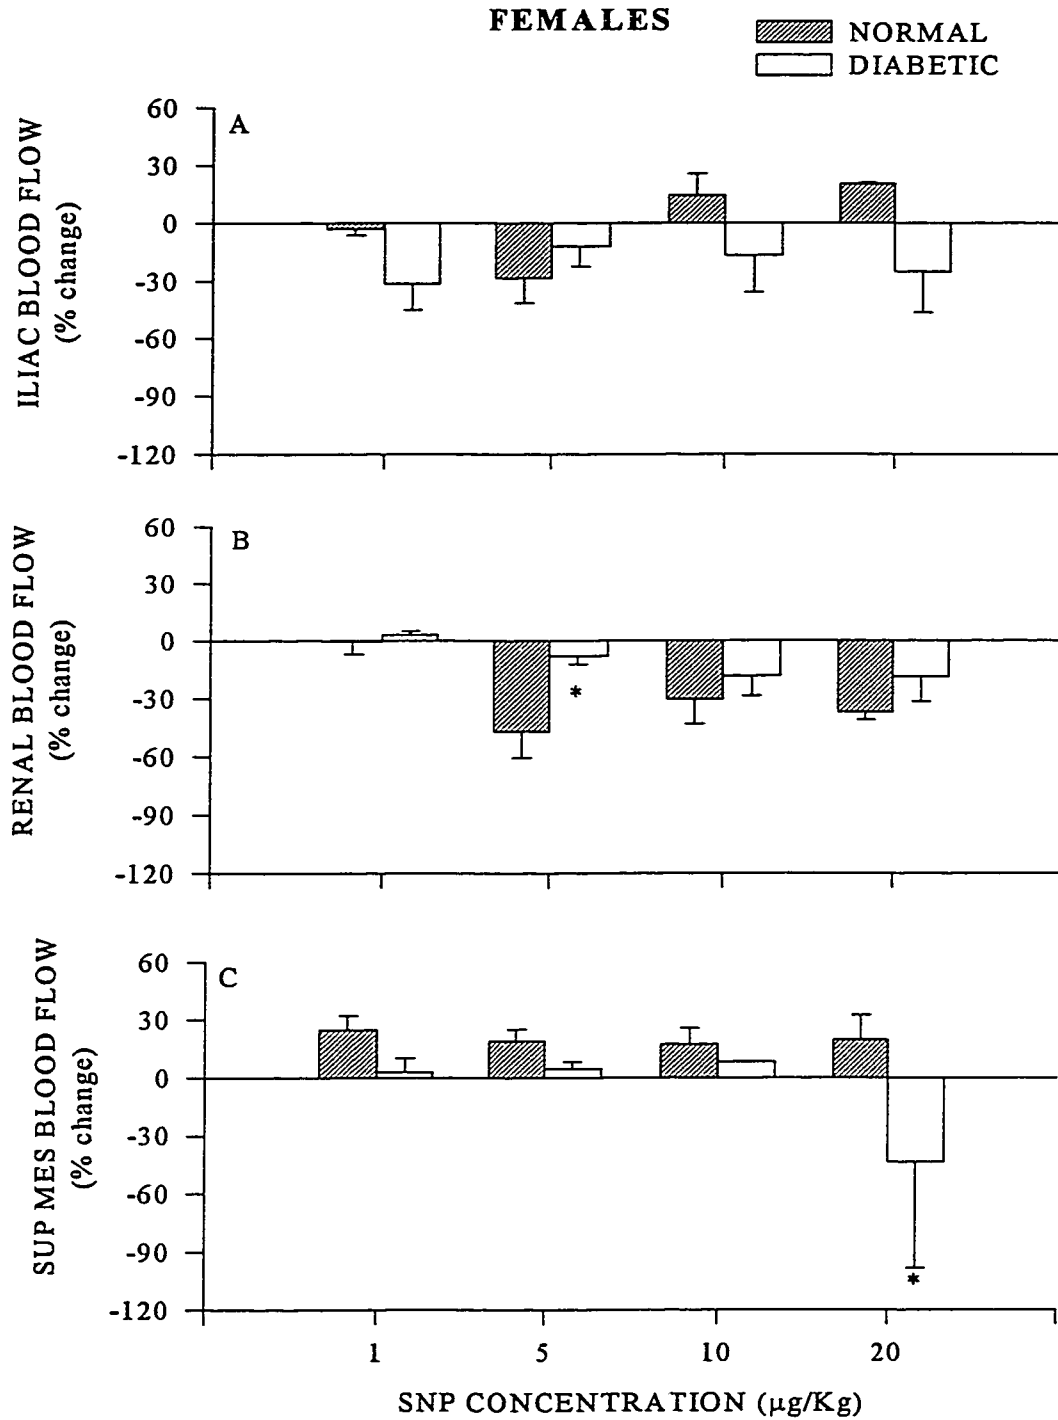 FEMALES
NORMAL
DIABETIC
A
ILIAC BLOOD FLOW
(% change)
60
30
0
-30
-60
-90
-120
B
RENAL BLOOD FLOW
(% change)
60
30
0
-30
-60
-90
-120
*
C
SUP MES BLOOD FLOW
(% change)
60
30
0
-30
-60
-90
-120
*
1 5 10 20
SNP CONCENTRATION (µg/Kg)